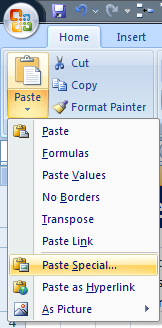 Home Insert
Paste
Cut
Copy
Format Painter
Paste
Formulas
Paste Values
No Borders
Transpose
Paste Link
Paste Special...
Paste as Hyperlink
As Picture
4